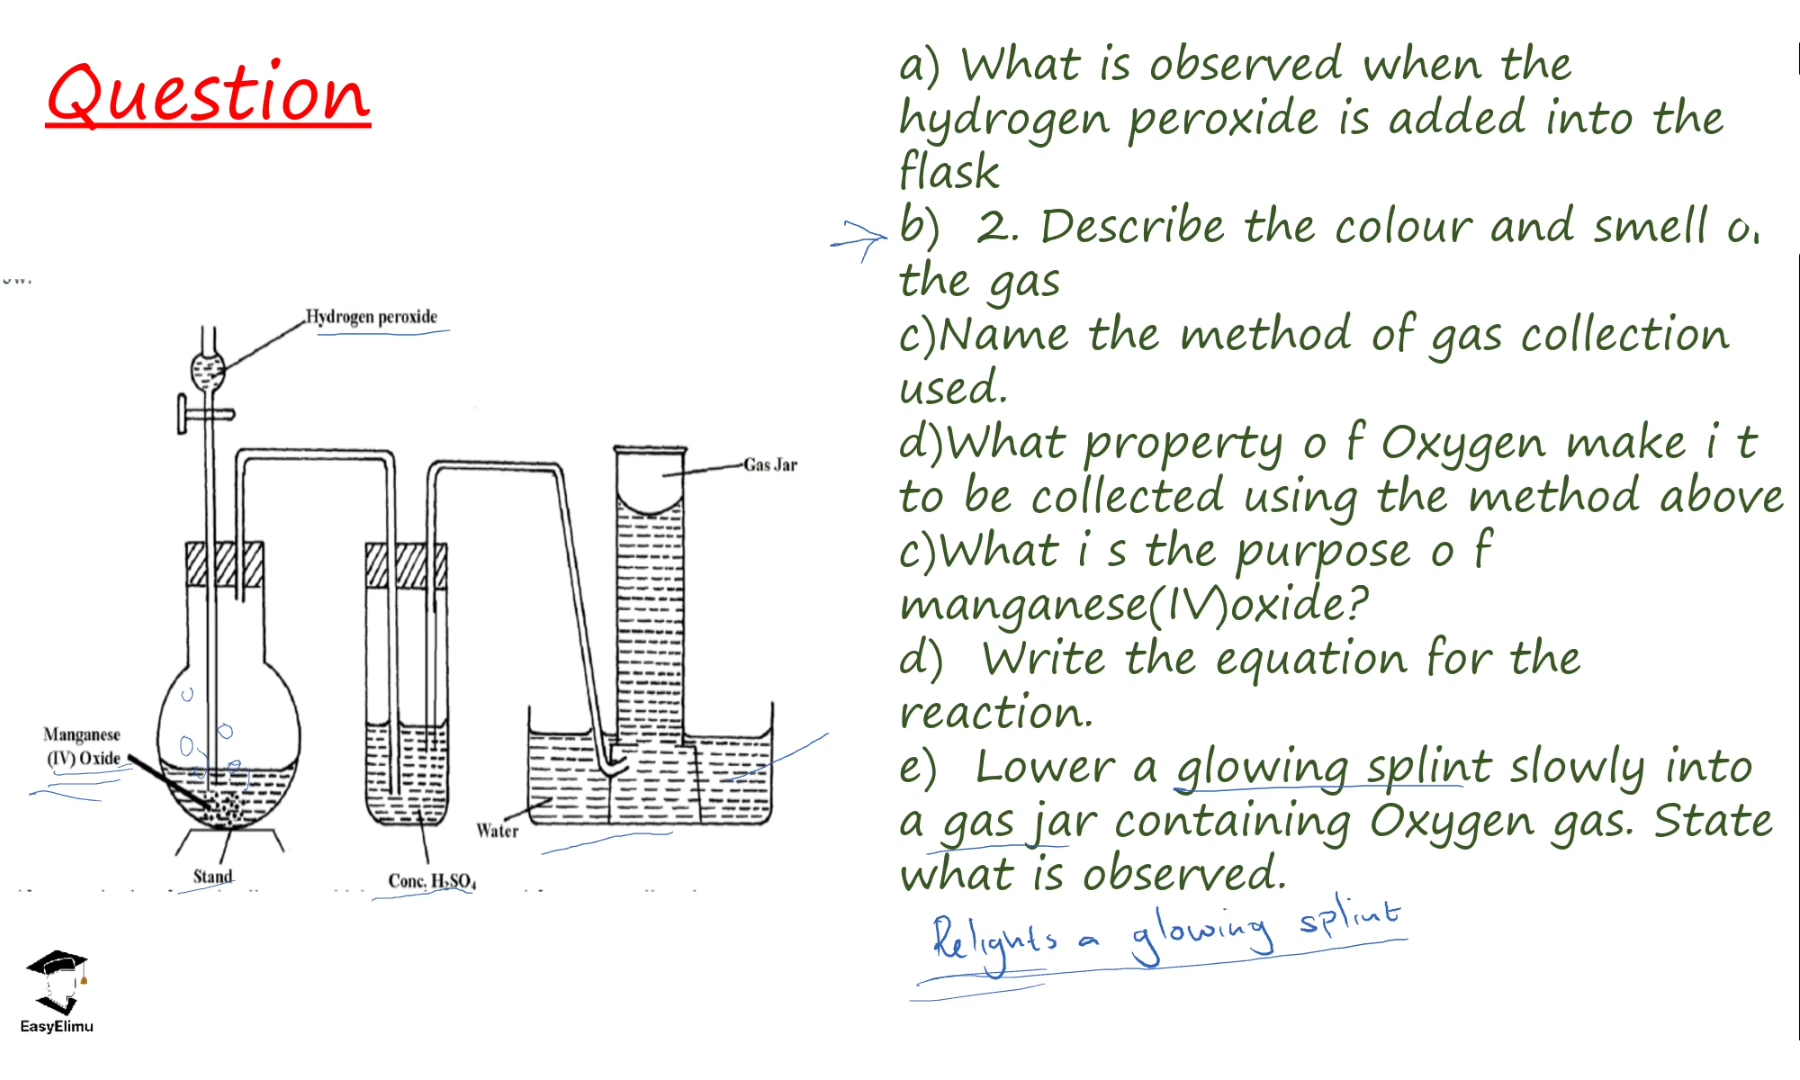 Question
a) What is observed when the
hydrogen peroxide is added into the
flask
b) 2. Describe the colour and smell
the gas
c)Name the method of gas collection
used.
d)What property o f Oxygen make i t
to be collected using the method above
c)What i s the purpose o f
manganese(IV)oxide?
d) Write the equation for the
reaction.
e) Lower a glowing splint slowly into
a gas jar containing Oxygen gas. State
what is observed.
Relights a glowing splint
Hydrogen peroxide
Gas Jar
Manganese
(IV) Oxide
Water
Stand
Conc. H₂SO₄
EasyElimu